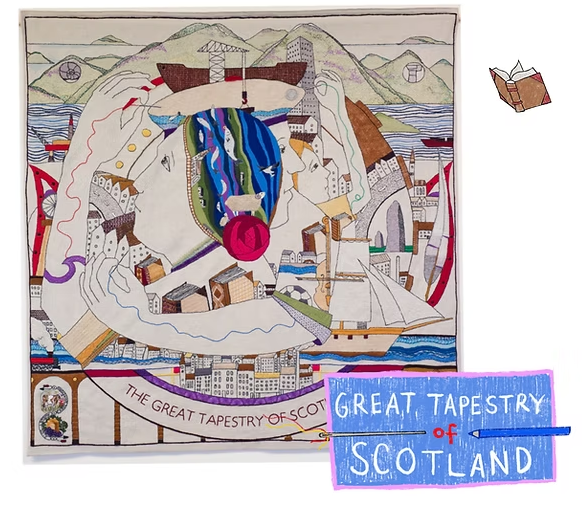 THE GREAT TAPESTRY OF SCOT
GREAT TAPESTRY
of
SCOTLAND